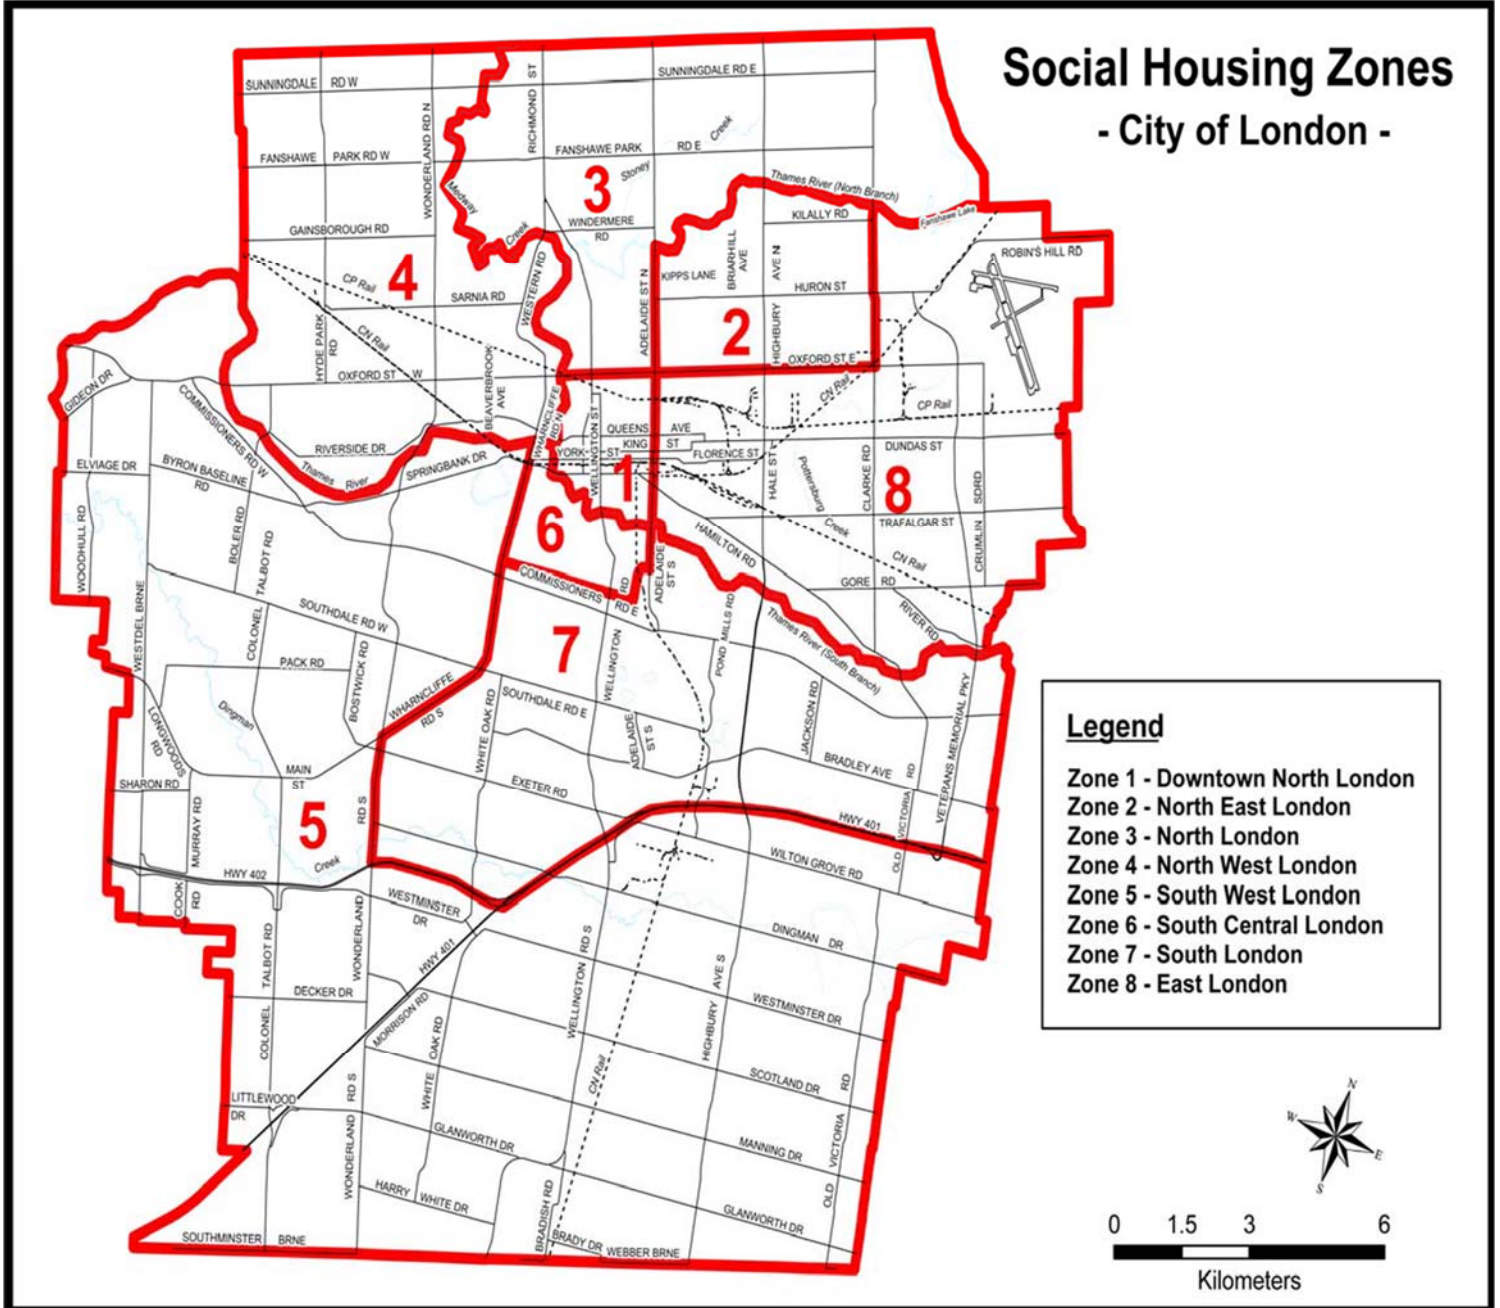 Social Housing Zones
- City of London -
SUNNINGDALE RD W
SUNNINGDALE RD E
RICHMOND ST
WONDERLAND RD N
FANSHAWE PARK RD W
FANSHAWE PARK RD E
Stoney Creek
3
Medway Creek
Thames River (North Branch)
Fanshawe Lake
KILALLY RD
WINDERMERE
RD
GAINSBOROUGH RD
BRIARHILL
AVE
HIGHBURY AVE N
KIPPS LANE
ROBIN'S HILL RD
4
CP Rail
SARNIA RD
WESTERN RD
ADELAIDE ST N
HURON ST
2
CN Rail
HYDE PARK
RD
OXFORD ST W
OXFORD ST E
BEAVERBROOK
AVE
WHARNCLIFFE
RD N
CN Rail
CP Rail
GIDEON DR
COMMISSIONERS RD W
RIVERSIDE DR
Thames River
SPRINGBANK DR
WELLINGTON ST
QUEENS AVE
KING ST
YORK ST
FLORENCE ST
DUNDAS ST
1
HALE ST
Pottersburg
Creek
CLARKE RD
8
CRUMLIN SDRD
TRAFALGAR ST
CN Rail
ELVIAGE DR
BYRON BASELINE
RD
WOODHULL RD
BOLER RD
COLONEL TALBOT RD
6
HAMILTON RD
ADELAIDE
ST S
GORE RD
RIVER RD
COMMISSIONERS RD E
WELLINGTON RD
WESTDEL BRNE
SOUTHDALE RD W
7
POND MILLS RD
Thames River (South Branch)
PACK RD
BOSTWICK RD
WHARNCLIFFE
RD S
WHITE OAK RD
SOUTHDALE RD E
ADELAIDE
ST S
JACKSON RD
VETERANS MEMORIAL PKY
LONGWOODS
RD
Dingman
Creek
MAIN
ST
SHARON RD
EXETER RD
BRADLEY AVE
OLD VICTORIA RD
MURRAY RD
5
WONDERLAND RD S
HWY 401
WILTON GROVE RD
HWY 402
COOK
RD
WESTMINSTER
DR
HWY 401
COLONEL TALBOT RD
WELLINGTON RD S
DINGMAN DR
HIGHBURY AVE S
DECKER DR
MORRISON RD
WHITE OAK RD
WESTMINSTER DR
CN Rail
SCOTLAND DR
LITTLEWOOD
DR
WONDERLAND RD S
GLANWORTH DR
MANNING DR
OLD VICTORIA RD
HARRY WHITE DR
GLANWORTH DR
BRADISH RD
SOUTHMINSTER BRNE
BRADY DR
WEBBER BRNE
Legend
Zone 1 - Downtown North London
Zone 2 - North East London
Zone 3 - North London
Zone 4 - North West London
Zone 5 - South West London
Zone 6 - South Central London
Zone 7 - South London
Zone 8 - East London
N
W
E
S
0 1.5 3 6
Kilometers